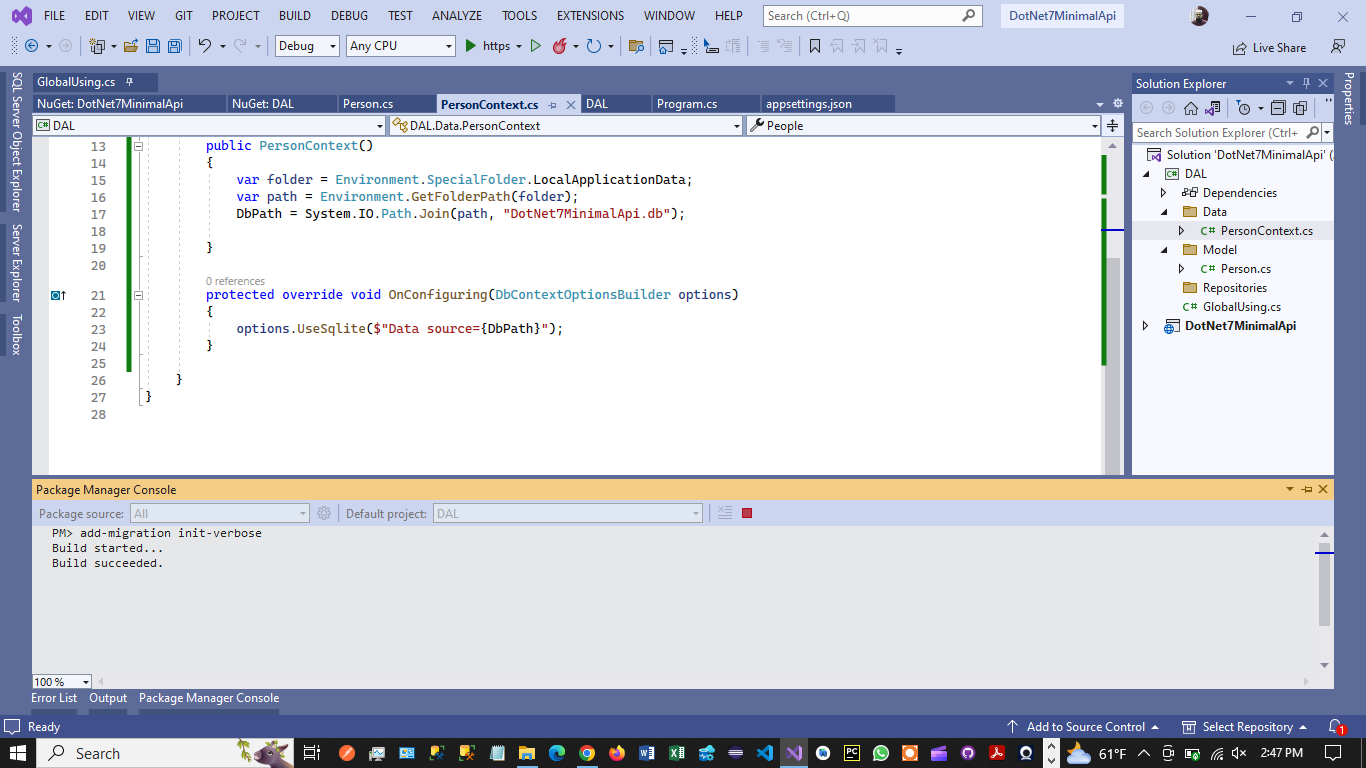 FILE EDIT VIEW GIT PROJECT BUILD DEBUG TEST ANALYZE TOOLS EXTENSIONS WINDOW HELP Search (Ctrl+Q) DotNet7MinimalApi
Debug Any CPU https Live Share
SQL Server Object Explorer
Server Explorer
Toolbox
GlobalUsing.cs
NuGet: DotNet7MinimalApi NuGet: DAL Person.cs PersonContext.cs DAL Program.cs appsettings.json
DAL DAL.Data.PersonContext People
13 public PersonContext()
14 {
15 var folder = Environment.SpecialFolder.LocalApplicationData;
16 var path = Environment.GetFolderPath(folder);
17 DbPath = System.IO.Path.Join(path, "DotNet7MinimalApi.db");
18
19 }
20
0 references
21 protected override void OnConfiguring(DbContextOptionsBuilder options)
22 {
23 options.UseSqlite($"Data source={DbPath}");
24 }
25
26 }
27 }
28
Solution Explorer
Search Solution Explorer (Ctrl+
Solution 'DotNet7MinimalApi' (
C# DAL
Dependencies
Data
C# PersonContext.cs
Model
C# Person.cs
Repositories
C# GlobalUsing.cs
DotNet7MinimalApi
Properties
Package Manager Console
Package source: All Default project: DAL
PM> add-migration init-verbose
Build started...
Build succeeded.
100 %
Error List Output Package Manager Console
Ready Add to Source Control Select Repository 1
Search PC 61°F 2:47 PM